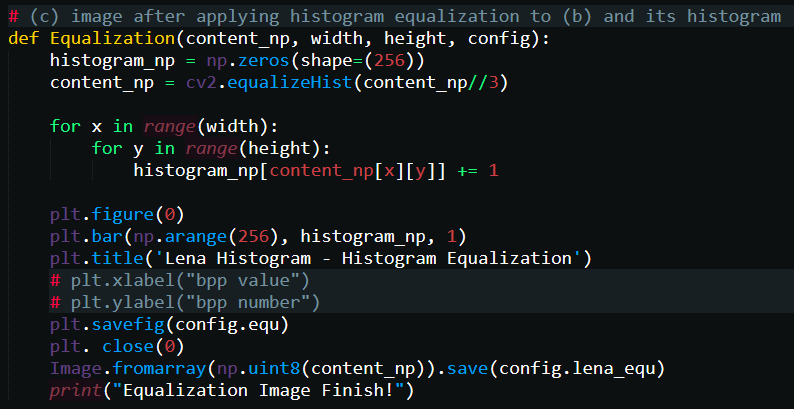 # (c) image after applying histogram equalization to (b) and its histogram
def Equalization(content_np, width, height, config):
    histogram_np = np.zeros(shape=(256))
    content_np = cv2.equalizeHist(content_np//3)

    for x in range(width):
        for y in range(height):
            histogram_np[content_np[x][y]] += 1

    plt.figure(0)
    plt.bar(np.arange(256), histogram_np, 1)
    plt.title('Lena Histogram - Histogram Equalization')
    # plt.xlabel("bpp value")
    # plt.ylabel("bpp number")
    plt.savefig(config.equ)
    plt. close(0)
    Image.fromarray(np.uint8(content_np)).save(config.lena_equ)
    print("Equalization Image Finish!")